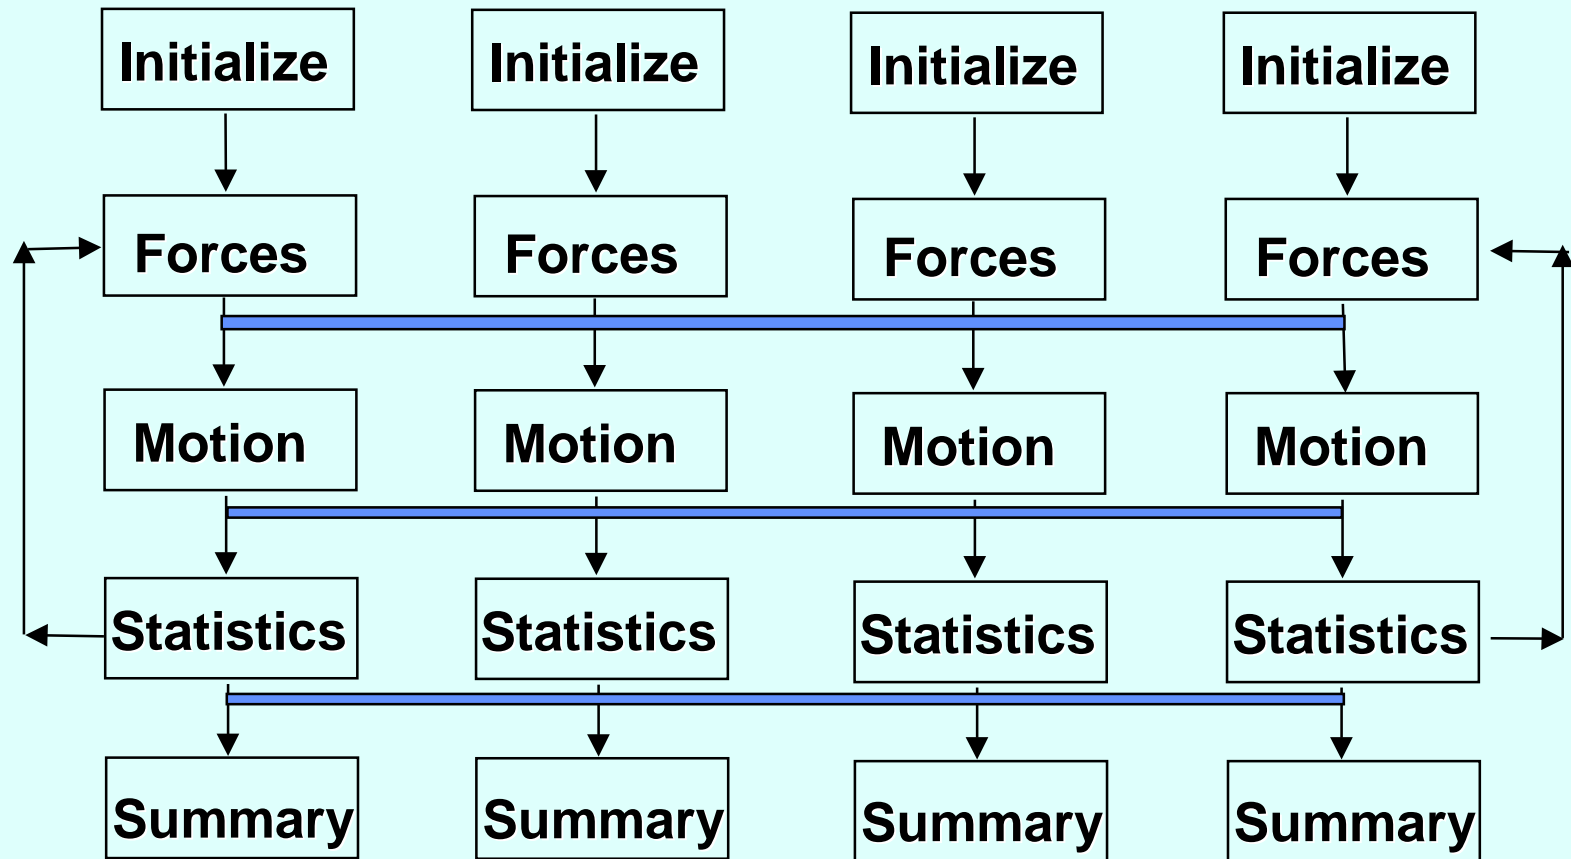 Initialize Initialize Initialize Initialize
Forces Forces Forces Forces
Motion Motion Motion Motion
Statistics Statistics Statistics Statistics
Summary Summary Summary Summary